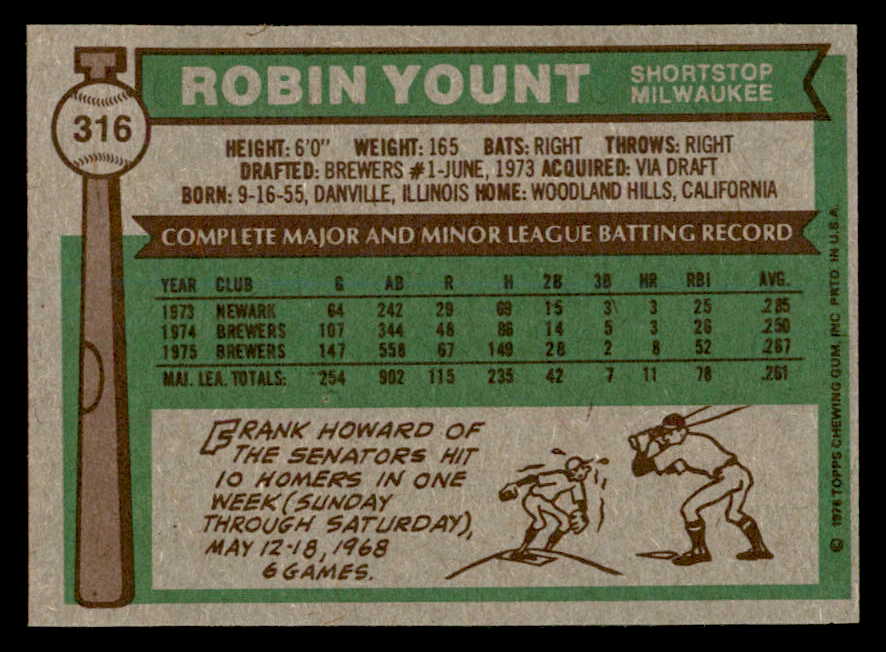 ROBIN YOUNT
SHORTSTOP
MILWAUKEE
316
HEIGHT: 6'0" WEIGHT: 165 BATS: RIGHT THROWS: RIGHT
DRAFTED: BREWERS #1-JUNE, 1973 ACQUIRED: VIA DRAFT
BORN: 9-16-55, DANVILLE, ILLINOIS HOME: WOODLAND HILLS, CALIFORNIA
COMPLETE MAJOR AND MINOR LEAGUE BATTING RECORD
YEAR CLUB G AB R H 2B 3B HR RBI AVG.
1973 NEWARK 64 242 29 69 15 3 3 25 .285
1974 BREWERS 107 344 48 86 14 5 3 26 .250
1975 BREWERS 147 558 67 149 28 2 8 52 .267
MAJ. LEA. TOTALS: 254 902 115 235 42 7 11 78 .261
FRANK HOWARD OF
THE SENATORS HIT
10 HOMERS IN ONE
WEEK (SUNDAY
THROUGH SATURDAY),
MAY 12-18, 1968
6 GAMES.
© 1976 TOPPS CHEWING GUM, INC. PRTD. IN U.S.A.